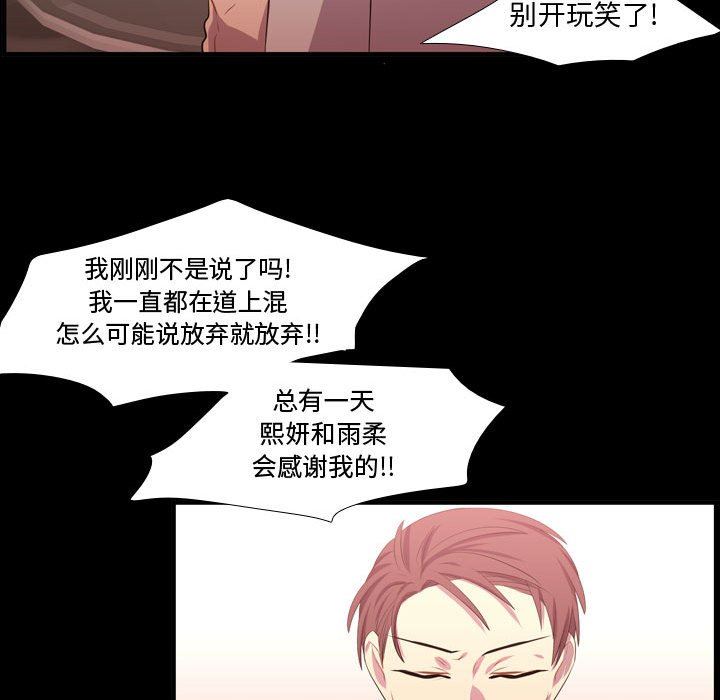 别开玩笑了!
我刚刚不是说了吗!
我一直都在道上混
怎么可能说放弃就放弃!!
总有一天
熙妍和雨柔
会感谢我的!!